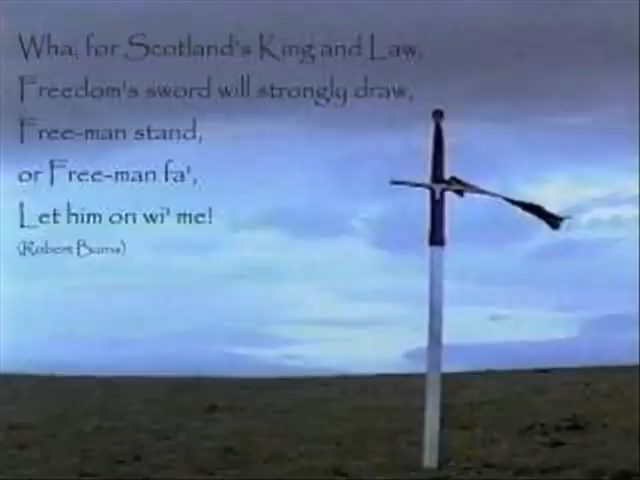 Wha, for Scotland's King and Law,
Freedom's sword will strongly draw,
Free-man stand,
or Free-man fa',
Let him on wi' me!
(Robert Burns)